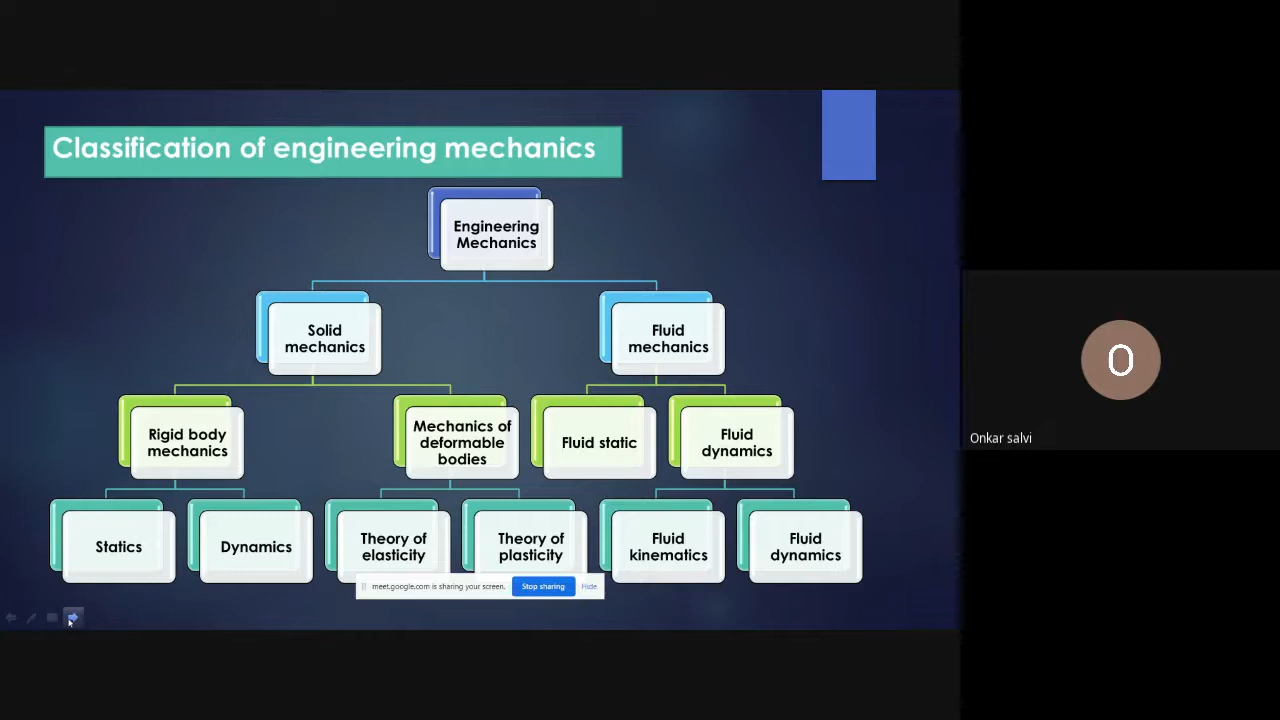 Classification of engineering mechanics
Engineering
Mechanics
Solid
mechanics
Fluid
mechanics
Rigid body
mechanics
Mechanics of
deformable
bodies
Fluid static
Fluid
dynamics
Statics
Dynamics
Theory of
elasticity
Theory of
plasticity
Fluid
kinematics
Fluid
dynamics
meet.google.com is sharing your screen.
Stop sharing
Hide
O
Onkar salvi